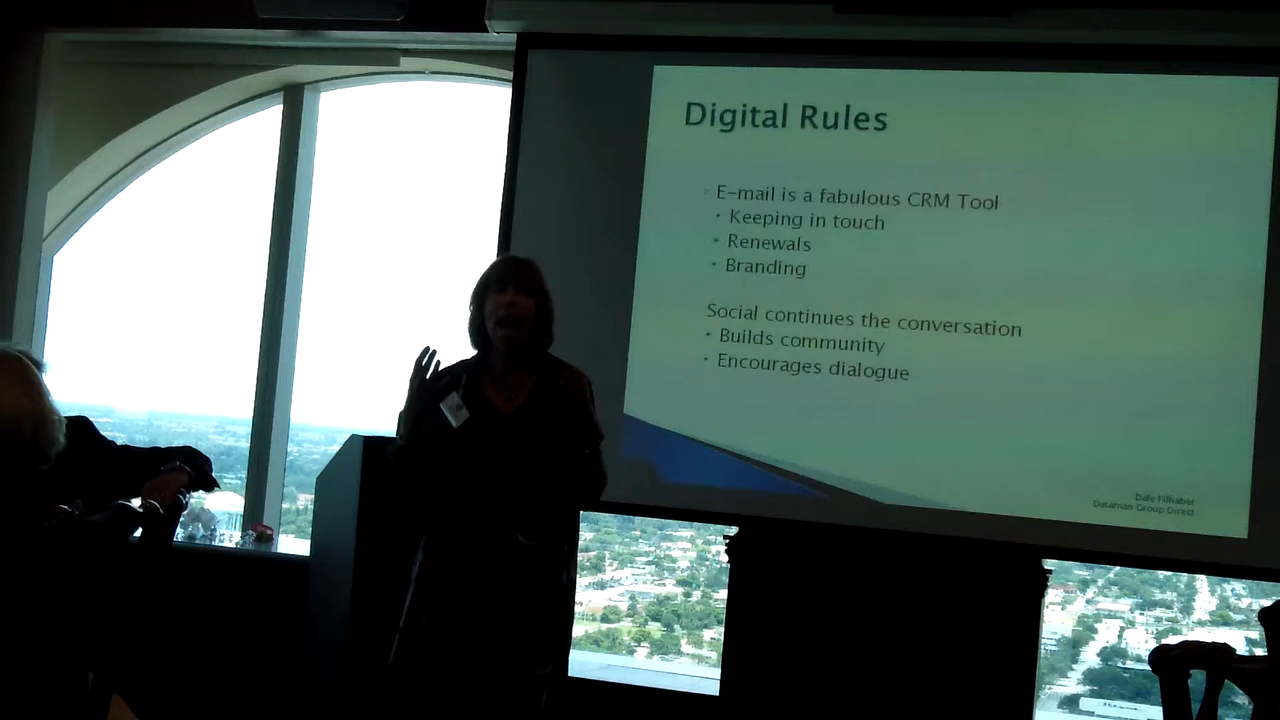 Digital Rules
E-mail is a fabulous CRM Tool
Keeping in touch
Renewals
Branding
Social continues the conversation
Builds community
Encourages dialogue
Dale Filhaber
Dataman Group Direct